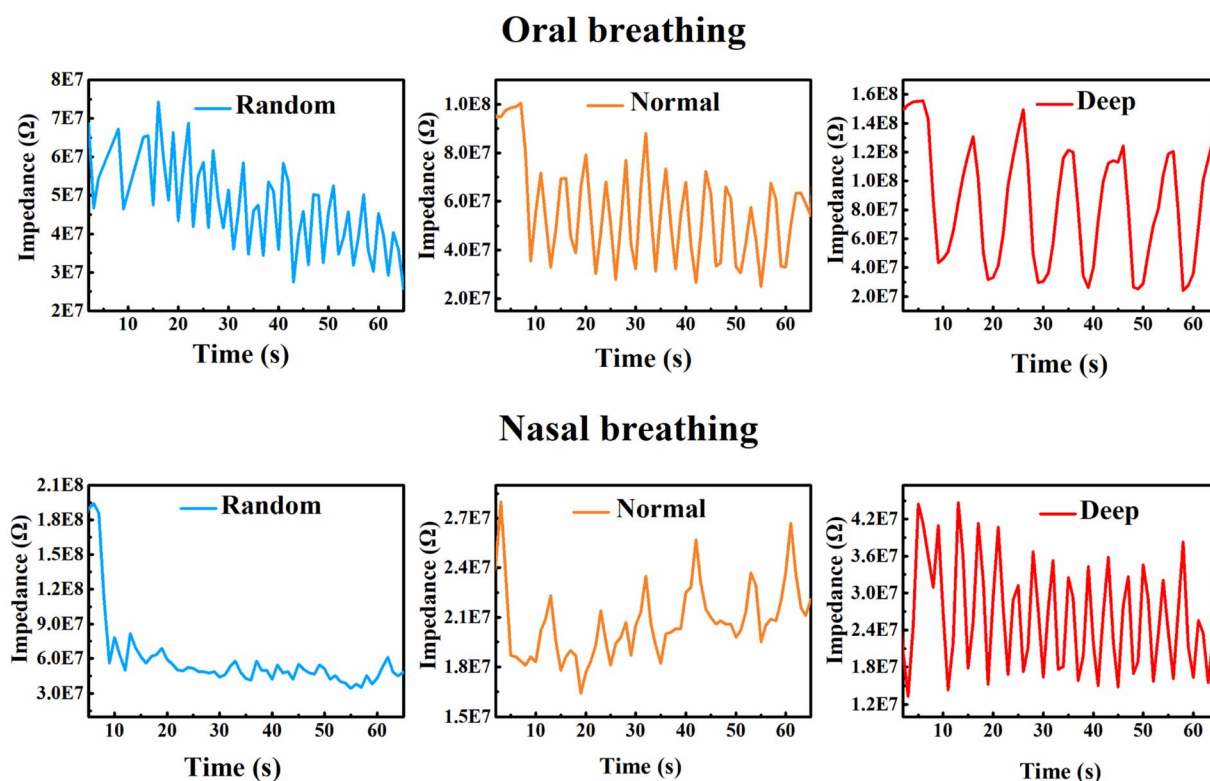 Oral breathing
8E7
7E7
6E7
5E7
4E7
3E7
2E7
Impedance (Ω)
Random
10 20 30 40 50 60
Time (s)
1.0E8
8.0E7
6.0E7
4.0E7
2.0E7
Impedance (Ω)
Normal
10 20 30 40 50 60
Time (s)
1.6E8
1.4E8
1.2E8
1.0E8
8.0E7
6.0E7
4.0E7
2.0E7
Impedance (Ω)
Deep
10 20 30 40 50 60
Time (s)
Nasal breathing
2.1E8
1.8E8
1.5E8
1.2E8
9.0E7
6.0E7
3.0E7
Impedance (Ω)
Random
10 20 30 40 50 60
Time (s)
2.7E7
2.4E7
2.1E7
1.8E7
1.5E7
Impedance (Ω)
Normal
10 20 30 40 50 60
Time (s)
4.2E7
3.6E7
3.0E7
2.4E7
1.8E7
1.2E7
Impedance (Ω)
Deep
10 20 30 40 50 60
Time (s)